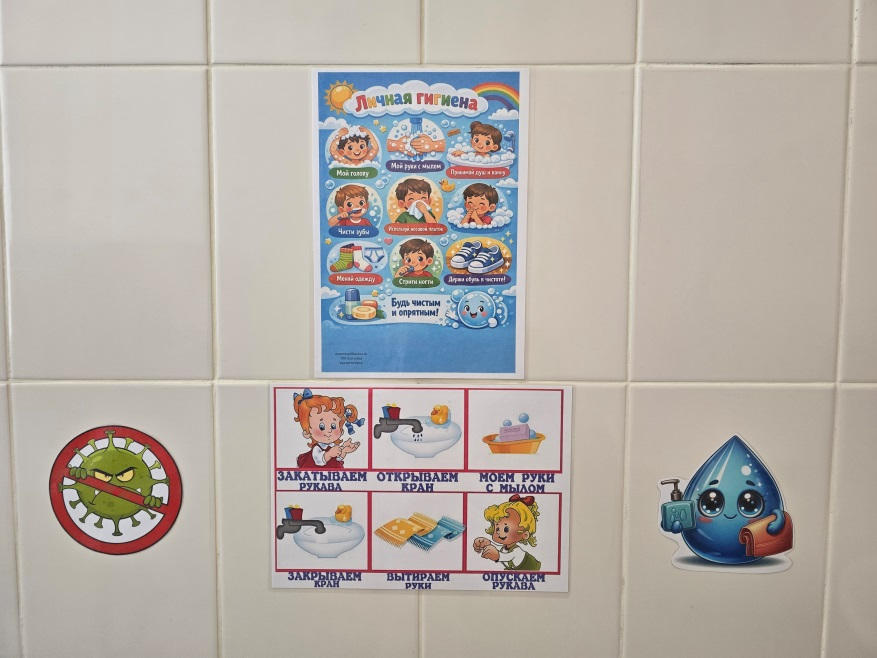 Личная гигиена
Мой голову
Мой руки с мылом
Принимай душ и ванну
Чисти зубы
Используй носовой платок
Меняй одежду
Стриги ногти
Держи обувь в чистоте!
Будь чистым
и опрятным!
ЗАКАТЫВАЕМ
РУКАВА
ОТКРЫВАЕМ
КРАН
МОЕМ РУКИ
С МЫЛОМ
ЗАКРЫВАЕМ
КРАН
ВЫТИРАЕМ
РУКИ
ОПУСКАЕМ
РУКАВА